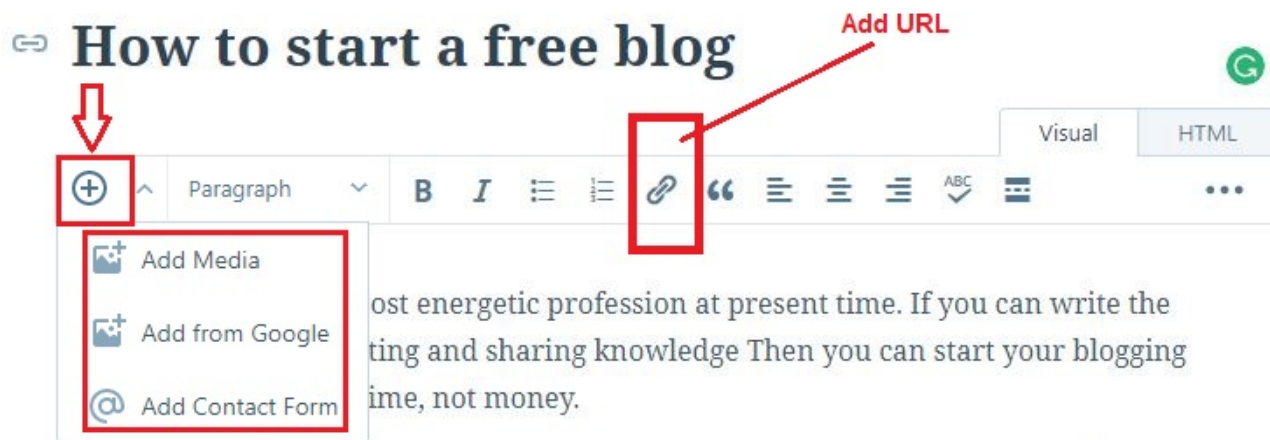 Add URL
How to start a free blog
Visual HTML
Paragraph B I ABC
Add Media
ost energetic profession at present time. If you can write the
Add from Google
ting and sharing knowledge Then you can start your blogging
Add Contact Form
ime, not money.